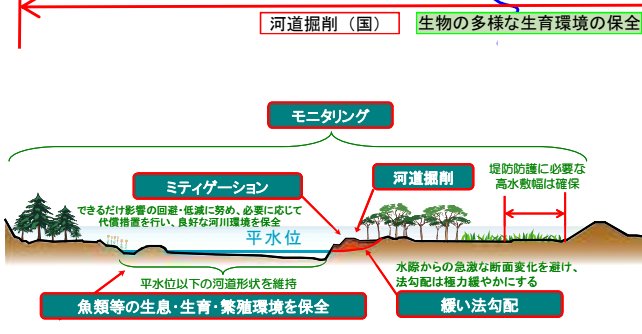 河道掘削（国）
生物の多様な生育環境の保全
モニタリング
ミティゲーション
河道掘削
堤防防護に必要な
高水敷幅は確保
できるだけ影響の回避・低減に努め、必要に応じて
代償措置を行い、良好な河川環境を保全
平水位
平水位以下の河道形状を維持
水際からの急激な断面変化を避け、
法勾配は極力緩やかにする
魚類等の生息・生育・繁殖環境を保全
緩い法勾配